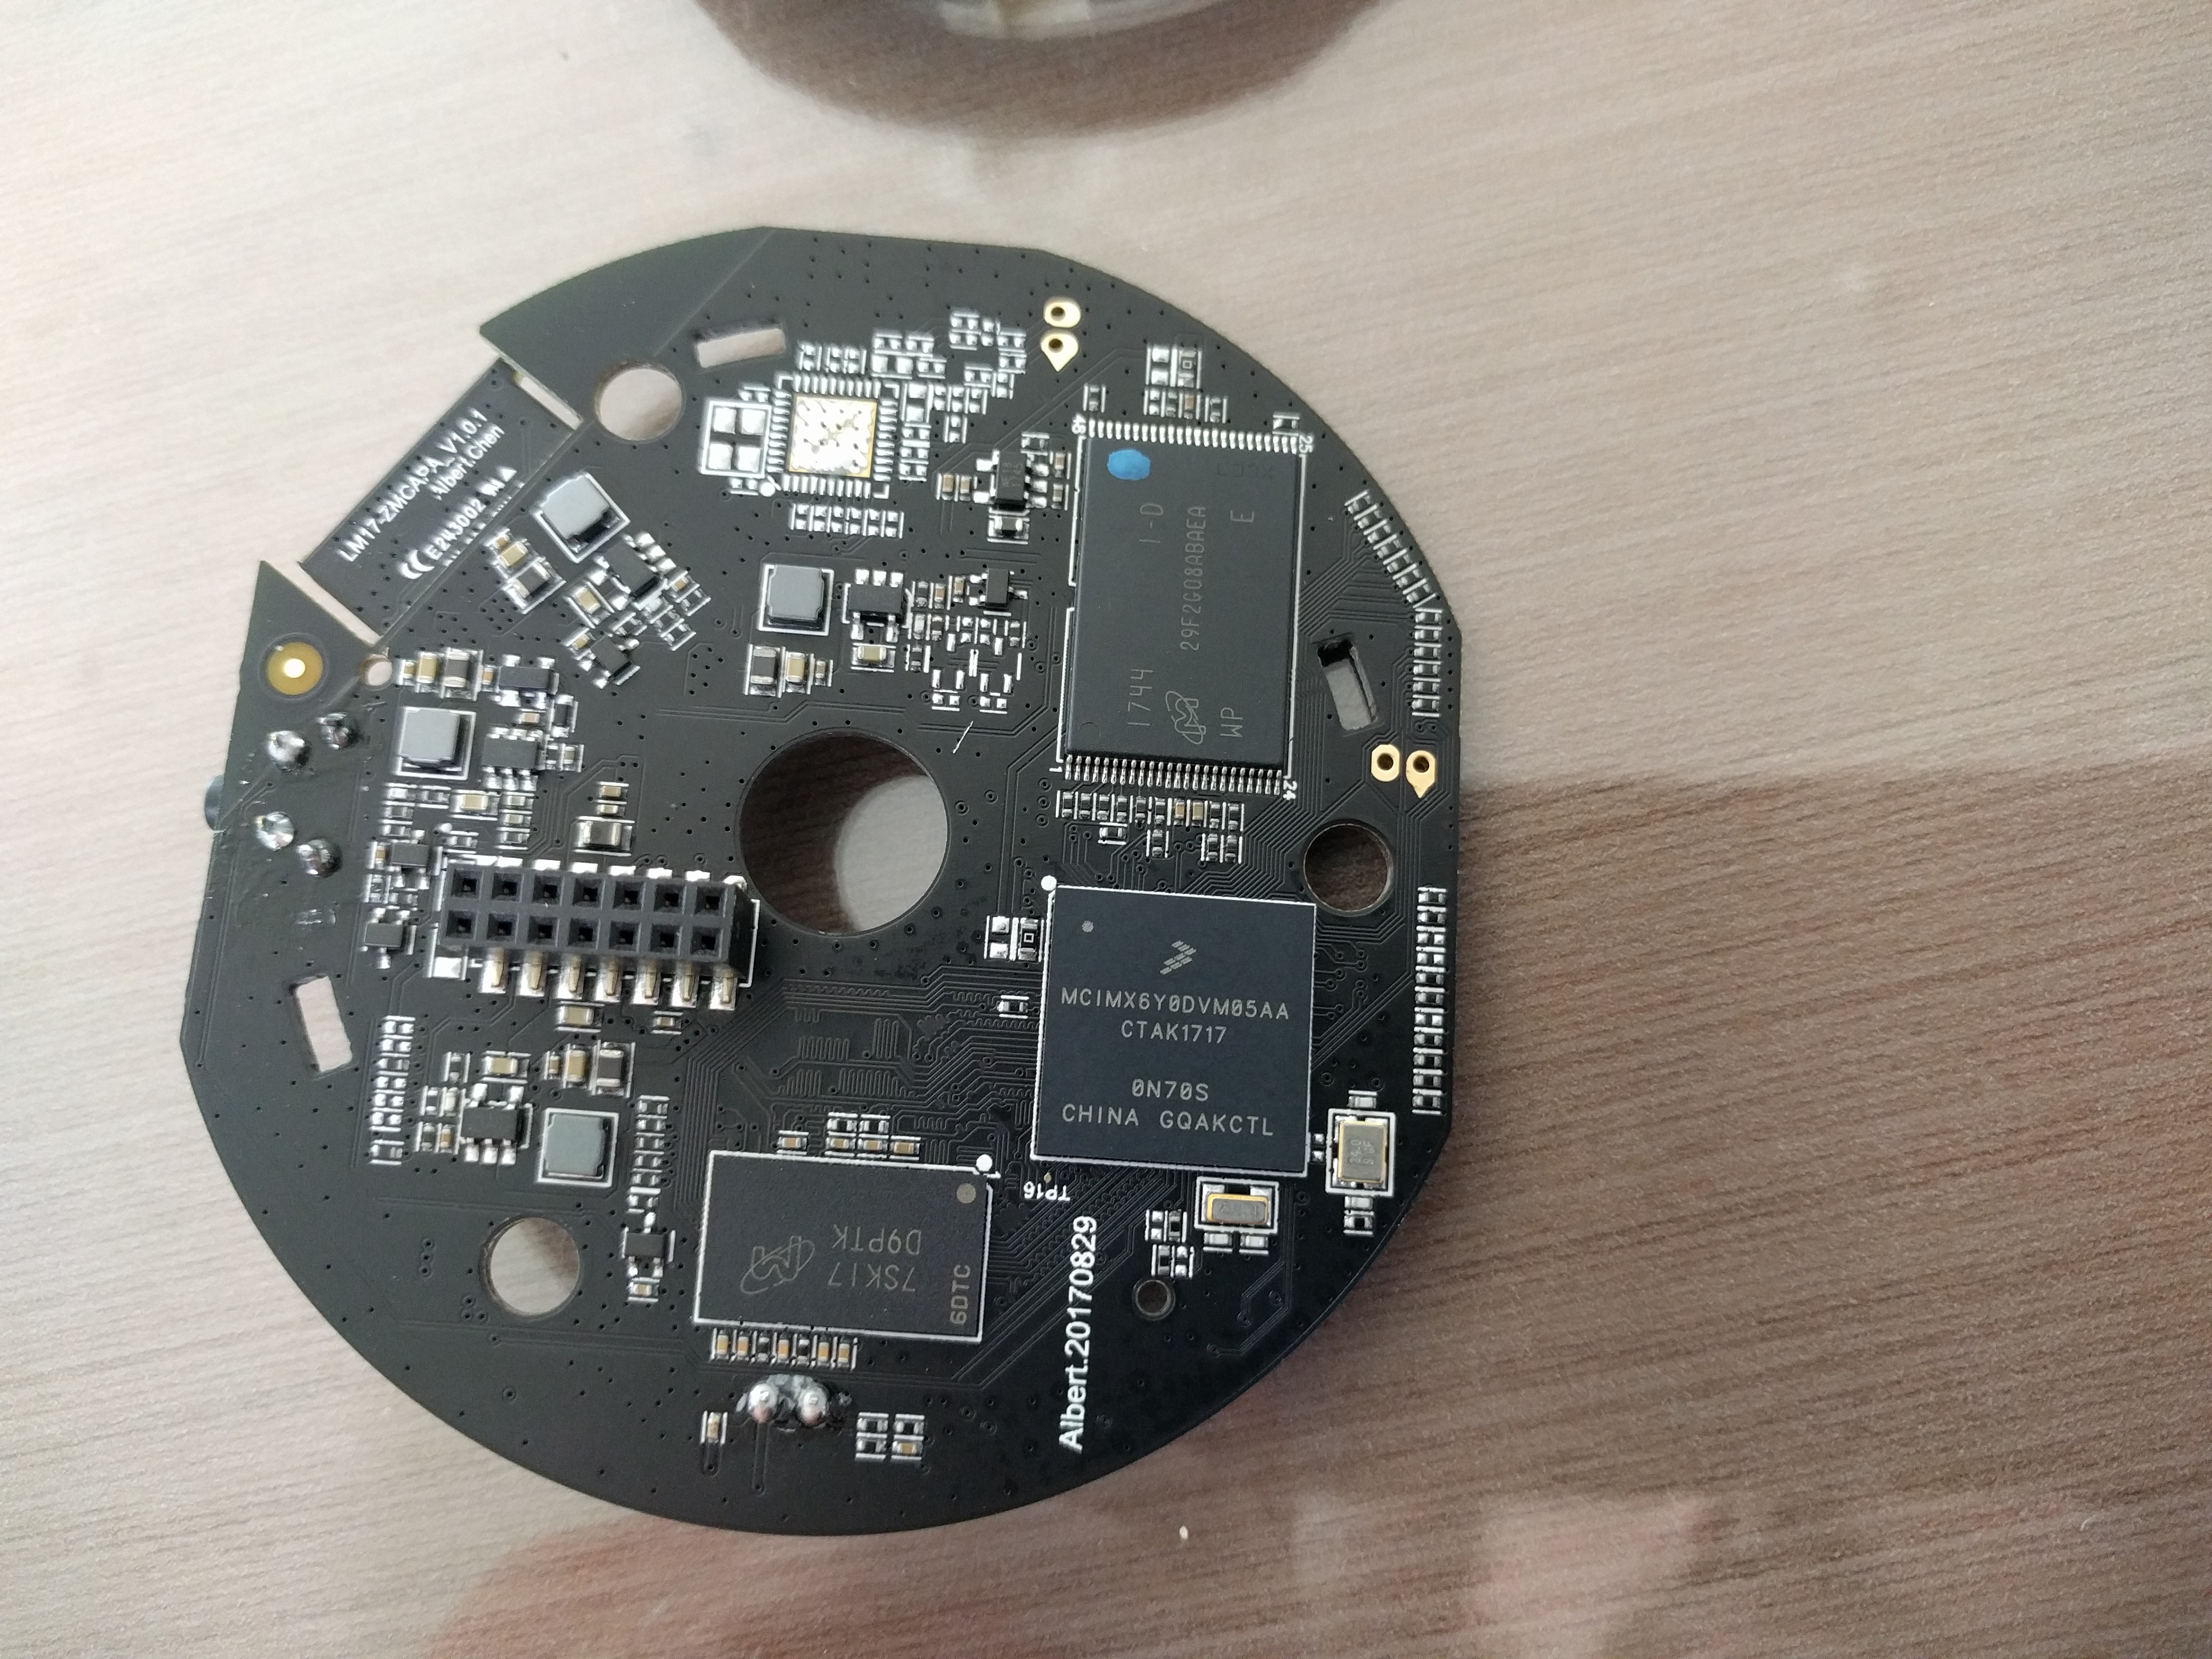 LM17-ZMCAPA_V1.0.1
Albert.Chen
E243002
48
25
1-D
29F2G08ABAEA
E
1744
WP
1
24
MCIMX6Y0DVM05AA
CTAK1717
0N70S
CHINA GQAKCTL
TP16
7SK17
D9PTK
6DTC
Albert.20170829